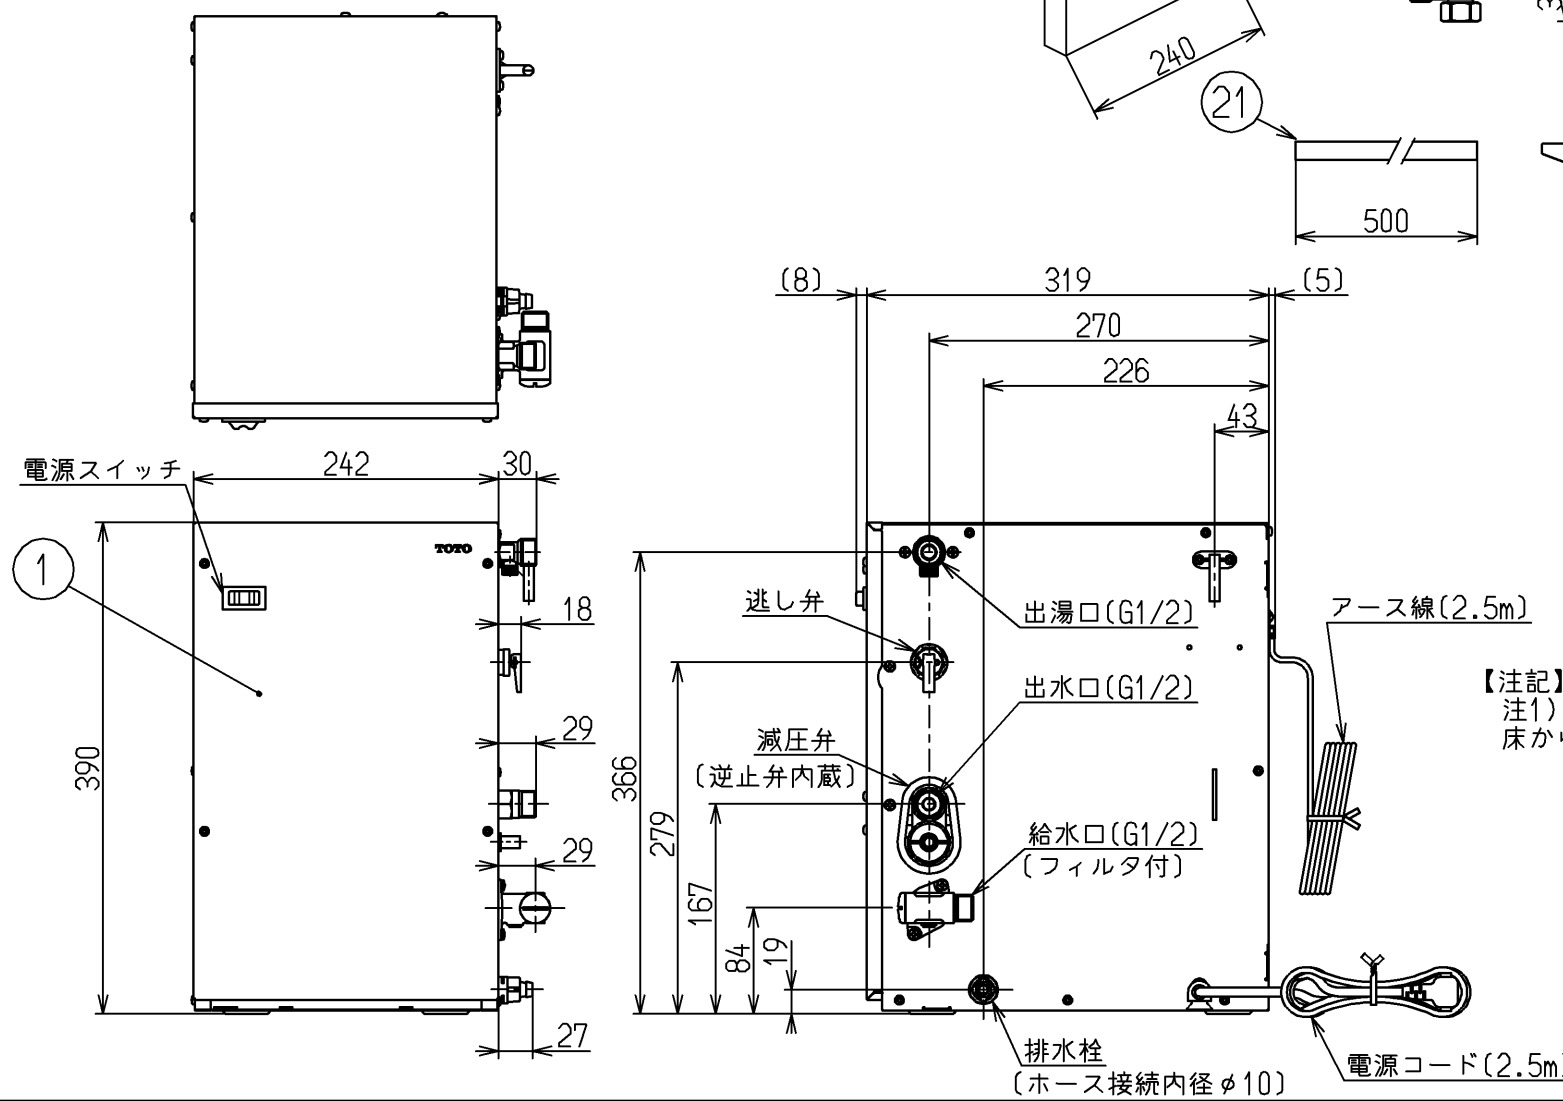 240
21
500
(8)
319
(5)
270
226
43
電源スイッチ
242
30
1
TOTO
18
29
29
27
390
逃し弁
出湯口(G1/2)
アース線(2.5m)
出水口(G1/2)
減圧弁
(逆止弁内蔵)
給水口(G1/2)
(フィルタ付)
366
279
167
84
19
【注記】
注1)
床から
排水栓
(ホース接続内径φ10)
電源コード(2.5m)